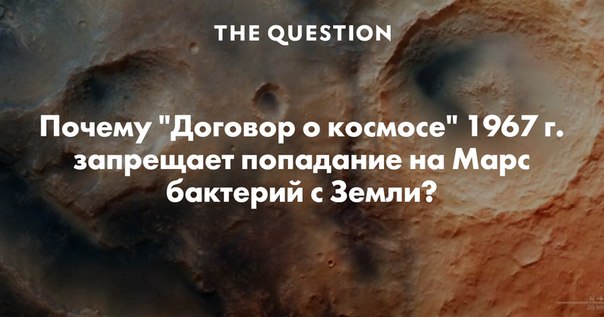 THE QUESTION
Почему "Договор о космосе" 1967 г.
запрещает попадание на Марс
бактерий с Земли?